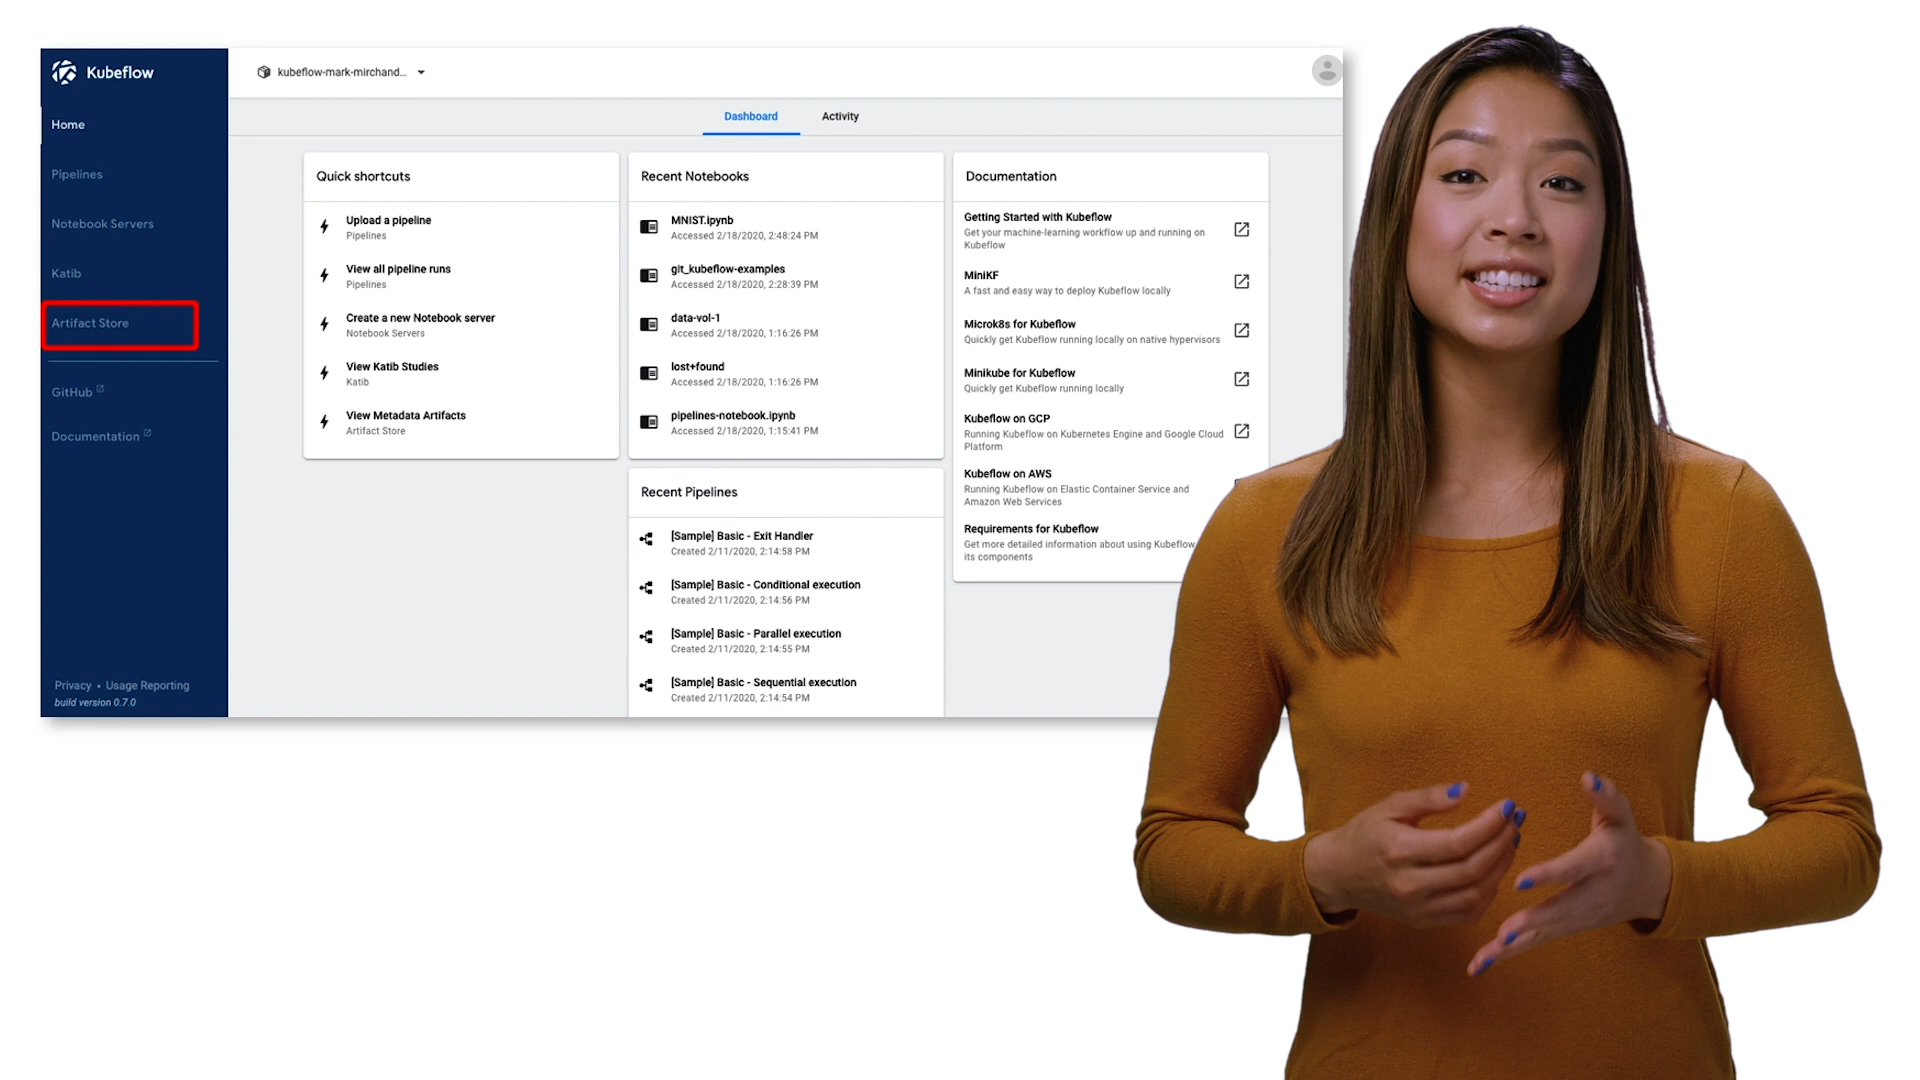 Kubeflow
Home
Pipelines
Notebook Servers
Katib
Artifact Store
GitHub
Documentation
Privacy • Usage Reporting
build version 0.7.0
kubeflow-mark-mirchand...
Dashboard
Activity
Quick shortcuts
Upload a pipeline
Pipelines
View all pipeline runs
Pipelines
Create a new Notebook server
Notebook Servers
View Katib Studies
Katib
View Metadata Artifacts
Artifact Store
Recent Notebooks
MNIST.ipynb
Accessed 2/18/2020, 2:48:24 PM
git_kubeflow-examples
Accessed 2/18/2020, 2:28:39 PM
data-vol-1
Accessed 2/18/2020, 1:16:26 PM
lost+found
Accessed 2/18/2020, 1:16:26 PM
pipelines-notebook.ipynb
Accessed 2/18/2020, 1:15:41 PM
Recent Pipelines
[Sample] Basic - Exit Handler
Created 2/11/2020, 2:14:58 PM
[Sample] Basic - Conditional execution
Created 2/11/2020, 2:14:56 PM
[Sample] Basic - Parallel execution
Created 2/11/2020, 2:14:55 PM
[Sample] Basic - Sequential execution
Created 2/11/2020, 2:14:54 PM
Documentation
Getting Started with Kubeflow
Get your machine-learning workflow up and running on
Kubeflow
MiniKF
A fast and easy way to deploy Kubeflow locally
Microk8s for Kubeflow
Quickly get Kubeflow running locally on native hypervisors
Minikube for Kubeflow
Quickly get Kubeflow running locally
Kubeflow on GCP
Running Kubeflow on Kubernetes Engine and Google Cloud
Platform
Kubeflow on AWS
Running Kubeflow on Elastic Container Service and
Amazon Web Services
Requirements for Kubeflow
Get more detailed information about using Kubeflow
its components